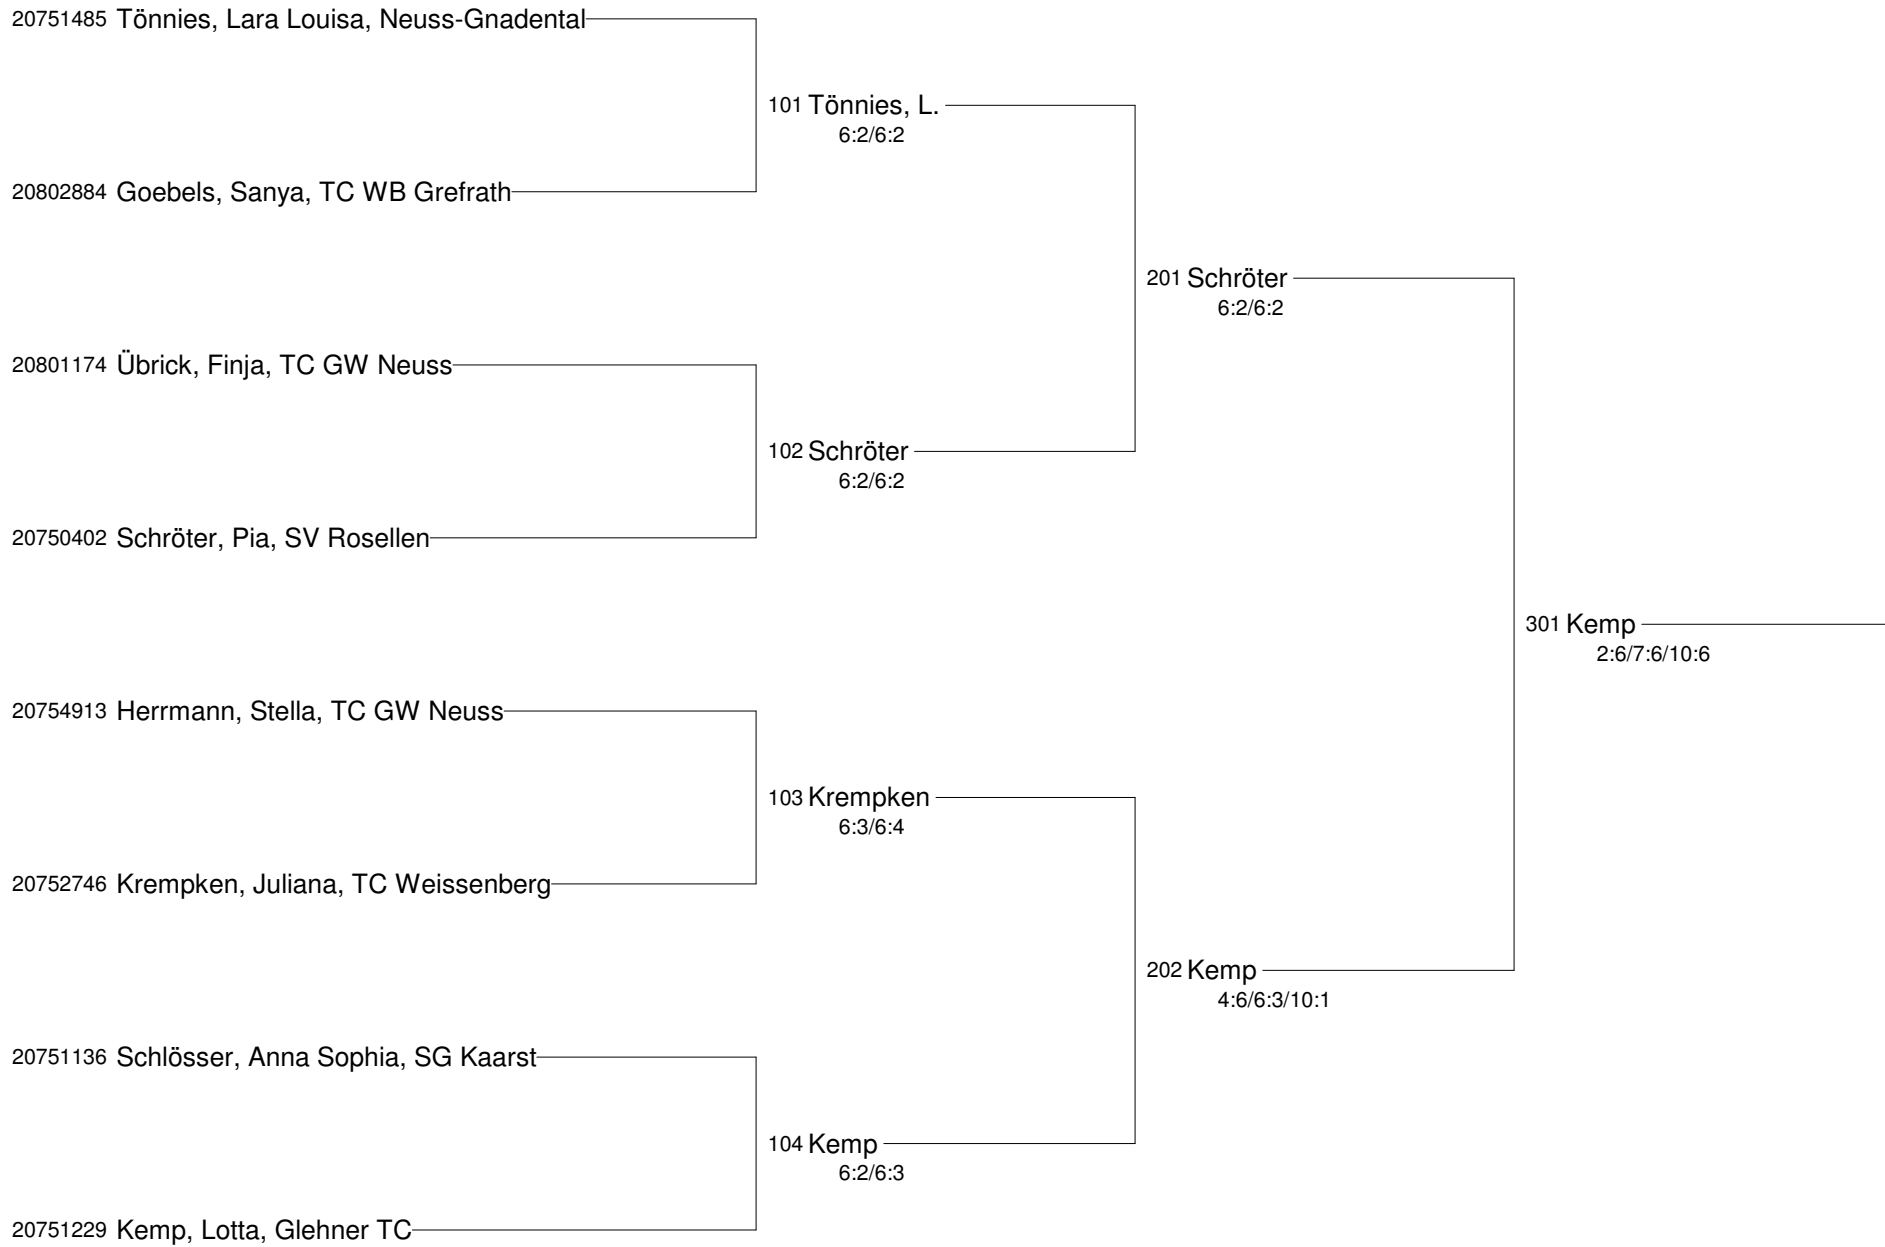 20751485 Tönnies, Lara Louisa, Neuss-Gnadental
101 Tönnies, L.
6:2/6:2
20802884 Goebels, Sanya, TC WB Grefrath
201 Schröter
6:2/6:2
20801174 Übrick, Finja, TC GW Neuss
102 Schröter
6:2/6:2
20750402 Schröter, Pia, SV Rosellen
301 Kemp
2:6/7:6/10:6
20754913 Herrmann, Stella, TC GW Neuss
103 Krempken
6:3/6:4
20752746 Krempken, Juliana, TC Weissenberg
202 Kemp
4:6/6:3/10:1
20751136 Schlösser, Anna Sophia, SG Kaarst
104 Kemp
6:2/6:3
20751229 Kemp, Lotta, Glehner TC